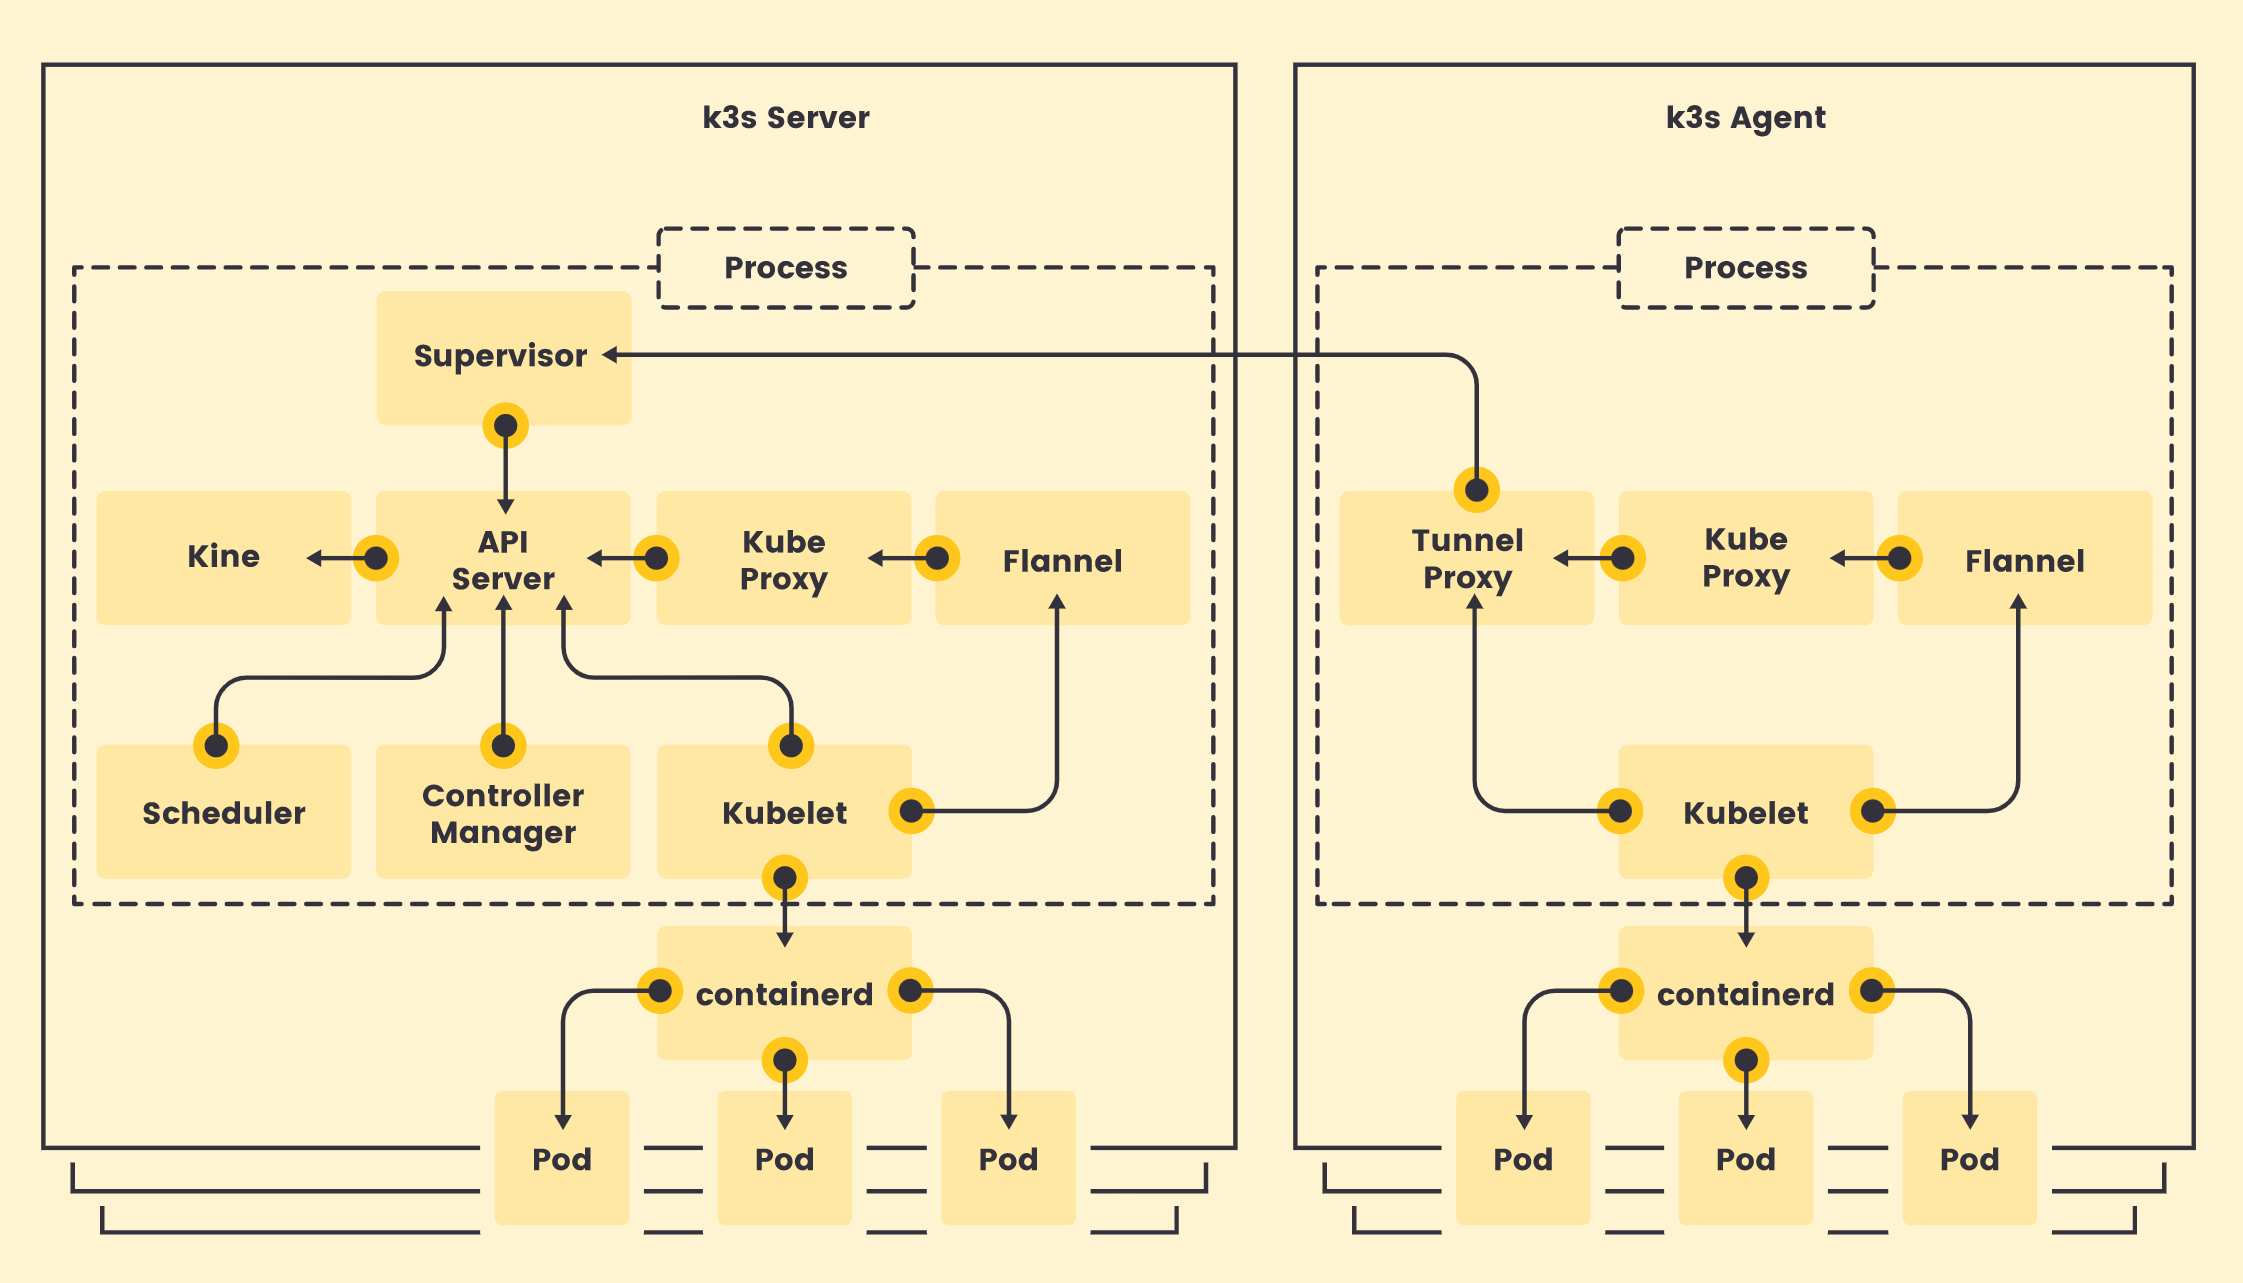 k3s Server
Process
Supervisor
Kine
API
Server
Kube
Proxy
Flannel
Scheduler
Controller
Manager
Kubelet
containerd
Pod
Pod
Pod
k3s Agent
Process
Tunnel
Proxy
Kube
Proxy
Flannel
Kubelet
containerd
Pod
Pod
Pod